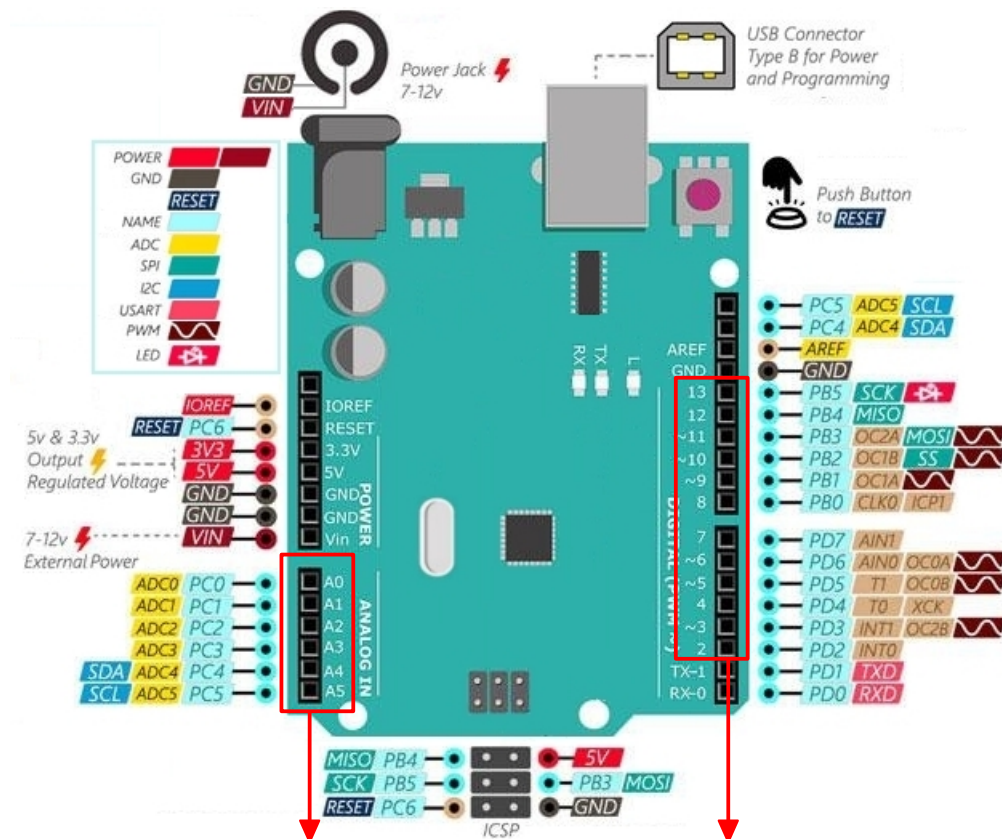 USB Connector
Type B for Power
and Programming
Power Jack
7-12v
GND
VIN
POWER
GND
RESET
NAME
ADC
SPI
I2C
USART
PWM
LED
Push Button
to RESET
RX
TX
L
AREF
GND
13
12
~11
~10
~9
8
7
~6
~5
4
~3
2
TX-1
RX-0
PC5 ADC5 SCL
PC4 ADC4 SDA
AREF
GND
PB5 SCK
PB4 MISO
PB3 OC2A MOSI
PB2 OC1B SS
PB1 OC1A
PB0 CLK0 ICP1
PD7 AIN1
PD6 AIN0 OC0A
PD5 T1 OC0B
PD4 T0 XCK
PD3 INT1 OC2B
PD2 INT0
PD1 TXD
PD0 RXD
IOREF
RESET PC6
3V3
5V
GND
GND
VIN
5v & 3.3v
Output
Regulated Voltage
7-12v
External Power
IOREF
RESET
3.3V
5V
GND
GND
Vin
POWER
ADC0 PC0
ADC1 PC1
ADC2 PC2
ADC3 PC3
SDA ADC4 PC4
SCL ADC5 PC5
A0
A1
A2
A3
A4
A5
ANALOG IN
MISO PB4
SCK PB5
RESET PC6
5V
PB3 MOSI
GND
ICSP